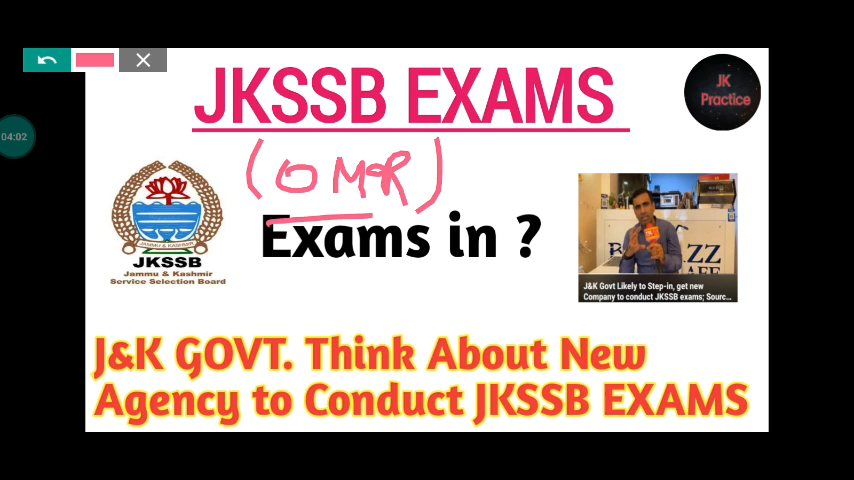 JKSSB EXAMS
JK
Practice
04:02
(OMR)
JAMMU & KASHMIR
JKSSB
Jammu & Kashmir
Service Selection Board
Exams in ?
J&K Govt Likely to Step-in, get new
Company to conduct JKSSB exams; Sourc...
J&K GOVT. Think About New
Agency to Conduct JKSSB EXAMS